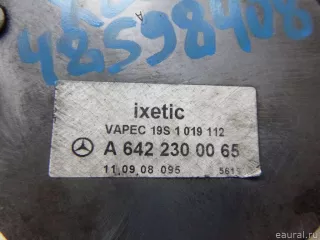 48598408
ixetic
VAPEC 19S 1 019 112
A 642 230 00 65
11 09 08 095
eaural.ru